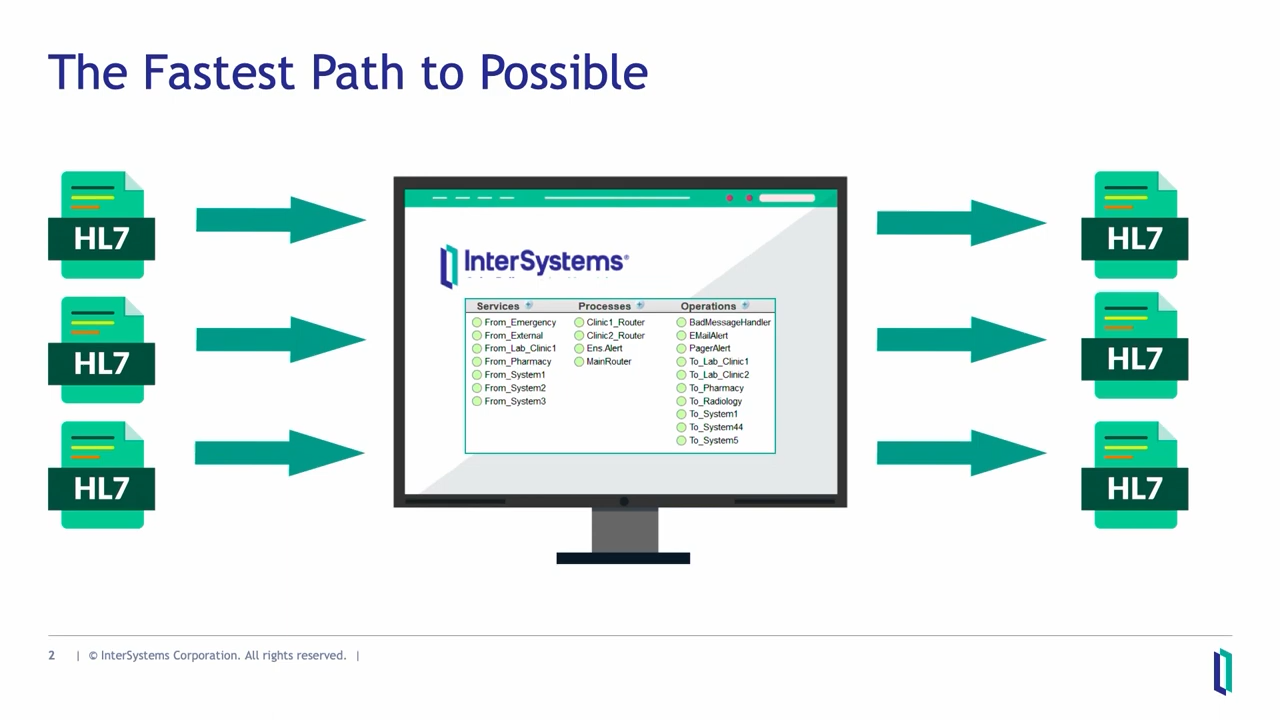 The Fastest Path to Possible
HL7
HL7
HL7
InterSystems®
Services Processes Operations
From_Emergency Clinic1_Router BadMessageHandler
From_External Clinic2_Router EMailAlert
From_Lab_Clinic1 Ens.Alert PagerAlert
From_Pharmacy MainRouter To_Lab_Clinic1
From_System1 To_Lab_Clinic2
From_System2 To_Pharmacy
From_System3 To_Radiology
To_System1
To_System44
To_System5
HL7
HL7
HL7
2 | © InterSystems Corporation. All rights reserved. |